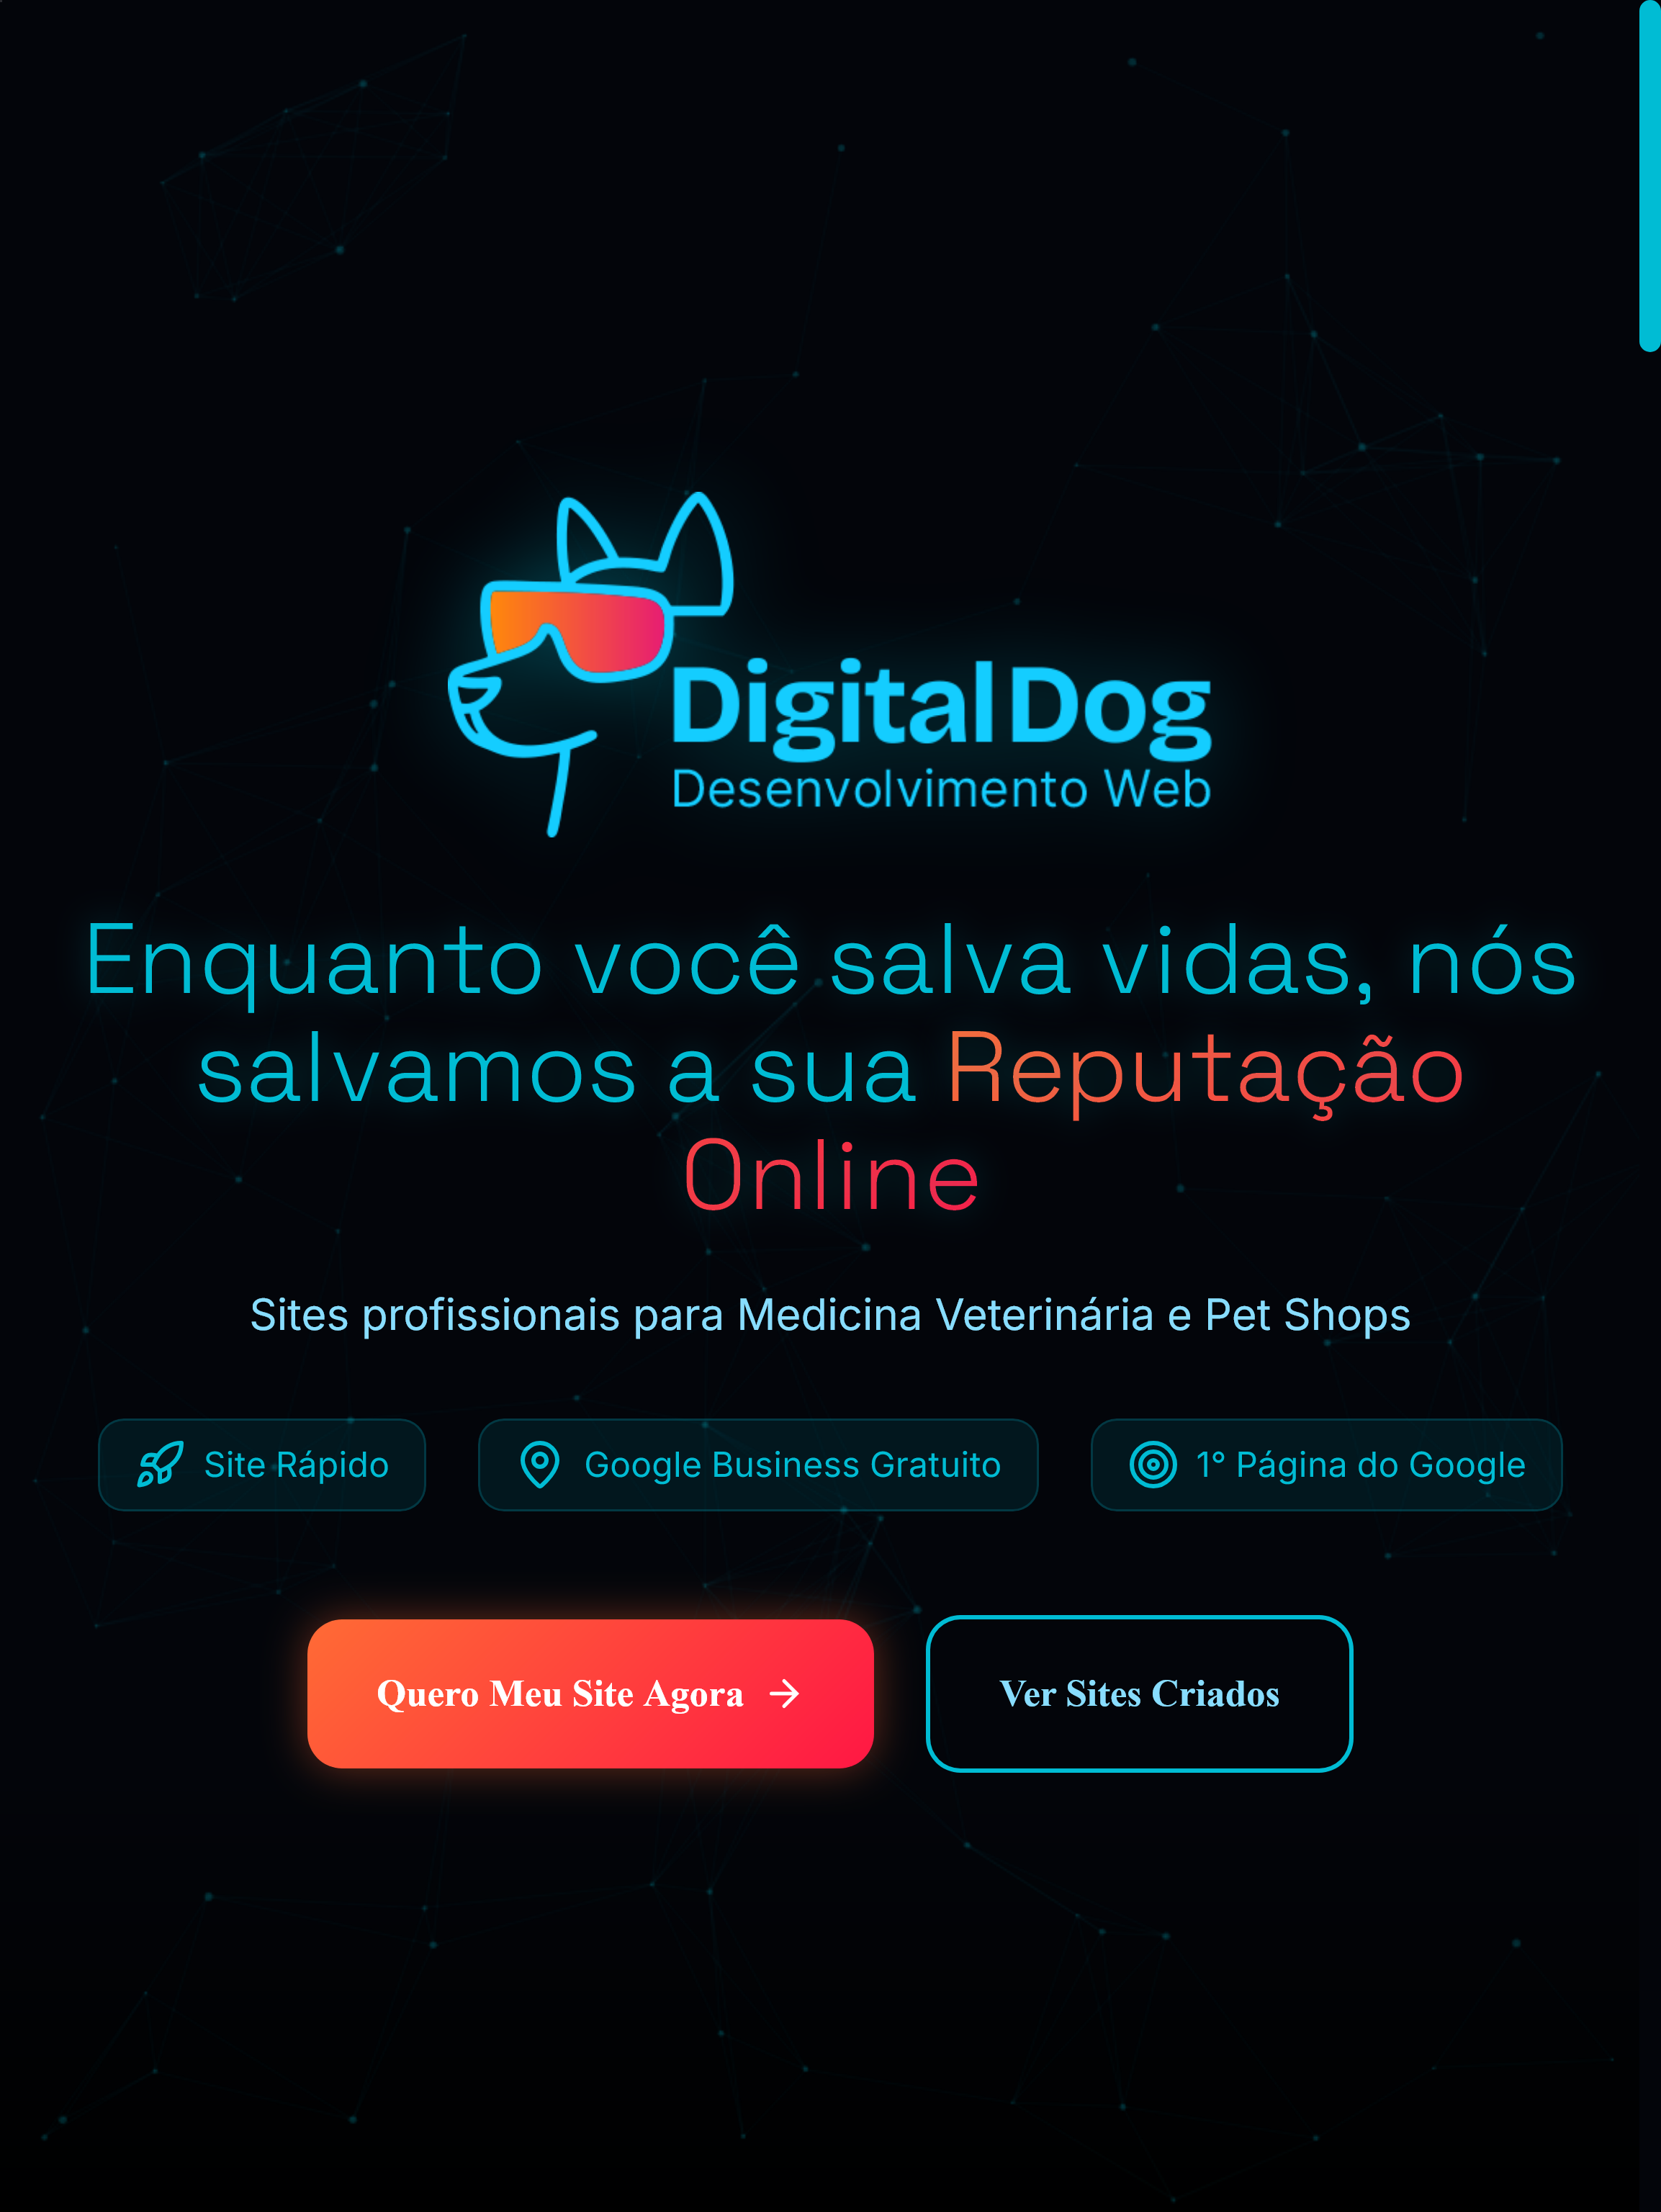 DigitalDog
Desenvolvimento Web
Enquanto você salva vidas, nós
salvamos a sua Reputação
Online
Sites profissionais para Medicina Veterinária e Pet Shops
Site Rápido
Google Business Gratuito
1° Página do Google
Quero Meu Site Agora
Ver Sites Criados